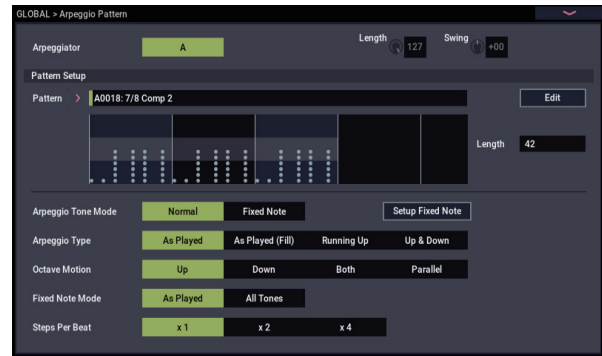 GLOBAL > Arpeggio Pattern
Arpeggiator A Length 127 Swing +00
Pattern Setup
Pattern > A0018: 7/8 Comp 2 Edit
Length 42
Arpeggio Tone Mode Normal Fixed Note Setup Fixed Note
Arpeggio Type As Played As Played (Fill) Running Up Up & Down
Octave Motion Up Down Both Parallel
Fixed Note Mode As Played All Tones
Steps Per Beat x 1 x 2 x 4